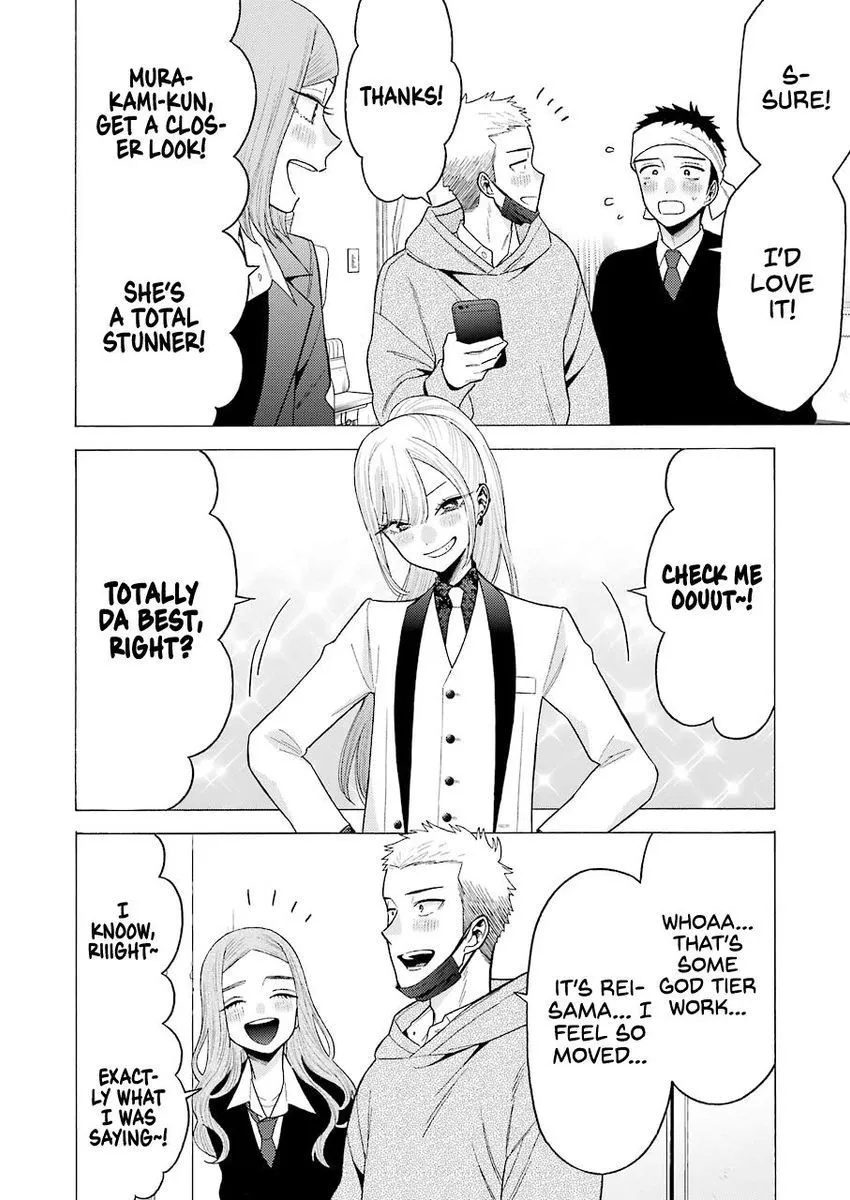 S-
SURE!
I'D
LOVE
IT!
THANKS!
MURA-
KAMI-KUN,
GET A CLOS-
ER LOOK!
SHE'S
A TOTAL
STUNNER!
CHECK ME
OOUUT~!
TOTALLY
DA BEST,
RIGHT?
WHOAA...
THAT'S
SOME
GOD TIER
WORK...
IT'S REI-
SAMA... I
FEEL SO
MOVED...
I
KNOOW,
RIIIGHT~
EXACT-
LY WHAT
I WAS
SAYING~!